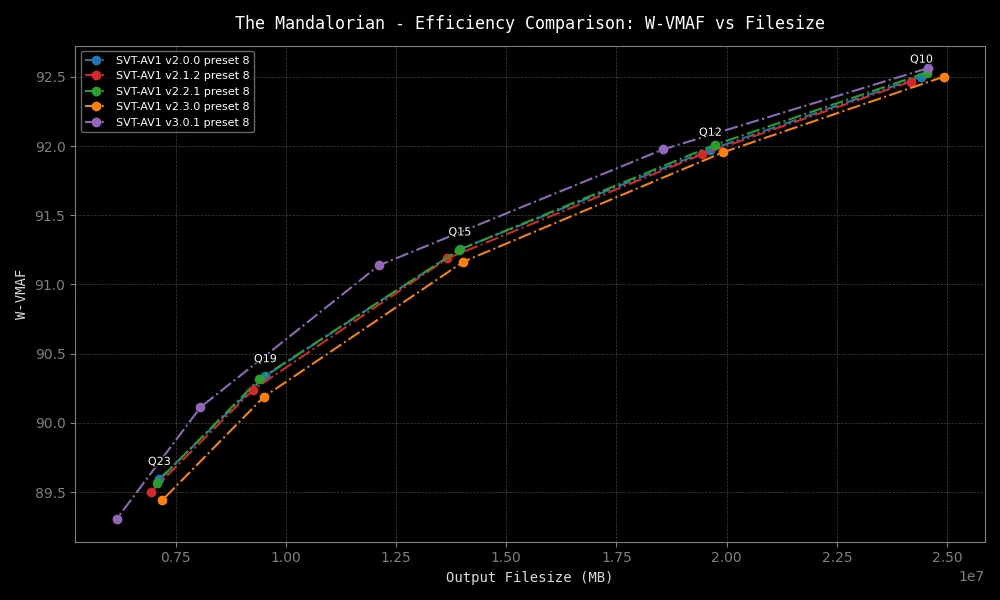 The Mandalorian - Efficiency Comparison: W-VMAF vs Filesize
SVT-AV1 v2.0.0 preset 8
SVT-AV1 v2.1.2 preset 8
SVT-AV1 v2.2.1 preset 8
SVT-AV1 v2.3.0 preset 8
SVT-AV1 v3.0.1 preset 8
Q10
Q12
Q15
Q19
Q23
92.5
92.0
91.5
91.0
90.5
90.0
89.5
W-VMAF
0.75 1.00 1.25 1.50 1.75 2.00 2.25 2.50
1e7
Output Filesize (MB)